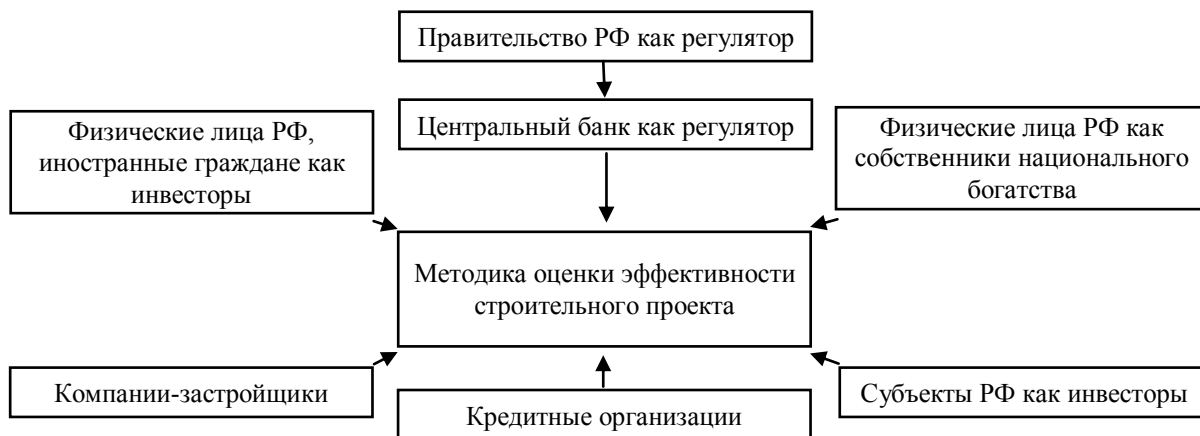 Правительство РФ как регулятор
Центральный банк как регулятор
Физические лица РФ,
иностранные граждане как
инвесторы
Физические лица РФ как
собственники национального
богатства
Методика оценки эффективности
строительного проекта
Компании-застройщики
Кредитные организации
Субъекты РФ как инвесторы